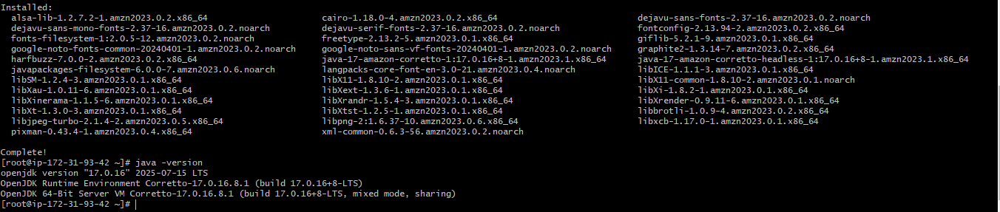 Installed:
alsa-lib-1.2.7.2-1.amzn2023.0.2.x86_64 cairo-1.18.0-4.amzn2023.0.2.x86_64 dejavu-sans-fonts-2.37-16.amzn2023.0.2.noarch
dejavu-sans-mono-fonts-2.37-16.amzn2023.0.2.noarch dejavu-serif-fonts-2.37-16.amzn2023.0.2.noarch fontconfig-2.13.94-2.amzn2023.0.2.x86_64
fonts-filesystem-1:2.0.5-12.amzn2023.0.2.noarch freetype-2.13.2-5.amzn2023.0.1.x86_64 giflib-5.2.1-9.amzn2023.0.1.x86_64
google-noto-fonts-common-20240401-1.amzn2023.0.2.noarch google-noto-sans-vf-fonts-20240401-1.amzn2023.0.2.noarch graphite2-1.3.14-7.amzn2023.0.2.x86_64
harfbuzz-7.0.0-2.amzn2023.0.2.x86_64 java-17-amazon-corretto-1:17.0.16+8-1.amzn2023.1.x86_64 java-17-amazon-corretto-headless-1:17.0.16+8-1.amzn2023.1.x86_64
javapackages-filesystem-6.0.0-7.amzn2023.0.6.noarch langpacks-core-font-en-3.0-21.amzn2023.0.4.noarch libICE-1.1.1-3.amzn2023.0.1.x86_64
libSM-1.2.4-3.amzn2023.0.1.x86_64 libX11-1.8.10-2.amzn2023.0.1.x86_64 libX11-common-1.8.10-2.amzn2023.0.1.noarch
libXau-1.0.11-6.amzn2023.0.1.x86_64 libXext-1.3.6-1.amzn2023.0.1.x86_64 libXi-1.8.2-1.amzn2023.0.1.x86_64
libXinerama-1.1.5-6.amzn2023.0.1.x86_64 libXrandr-1.5.4-3.amzn2023.0.1.x86_64 libXrender-0.9.11-6.amzn2023.0.1.x86_64
libXt-1.3.0-3.amzn2023.0.1.x86_64 libXtst-1.2.5-1.amzn2023.0.1.x86_64 libbrotli-1.0.9-4.amzn2023.0.2.x86_64
libjpeg-turbo-2.1.4-2.amzn2023.0.5.x86_64 libpng-2:1.6.37-10.amzn2023.0.6.x86_64 libxcb-1.17.0-1.amzn2023.0.1.x86_64
pixman-0.43.4-1.amzn2023.0.4.x86_64 xml-common-0.6.3-56.amzn2023.0.2.noarch
Complete!
[root@ip-172-31-93-42 ~]# java -version
openjdk version "17.0.16" 2025-07-15 LTS
OpenJDK Runtime Environment Corretto-17.0.16.8.1 (build 17.0.16+8-LTS)
OpenJDK 64-Bit Server VM Corretto-17.0.16.8.1 (build 17.0.16+8-LTS, mixed mode, sharing)
[root@ip-172-31-93-42 ~]#